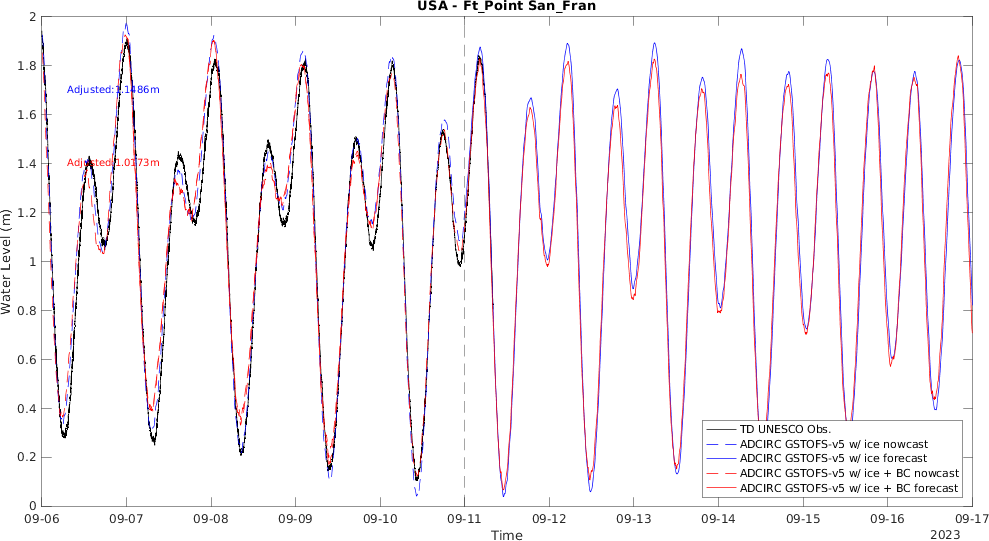 USA - Ft_Point San_Fran
2
1.8
1.6
1.4
1.2
1
0.8
0.6
0.4
0.2
0
Water Level (m)
Adjusted:1.1486m
Adjusted:1.0173m
TD UNESCO Obs.
ADCIRC GSTOFS-v5 w/ ice nowcast
ADCIRC GSTOFS-v5 w/ ice forecast
ADCIRC GSTOFS-v5 w/ ice + BC nowcast
ADCIRC GSTOFS-v5 w/ ice + BC forecast
09-06 09-07 09-08 09-09 09-10 09-11 09-12 09-13 09-14 09-15 09-16 09-17
Time
2023